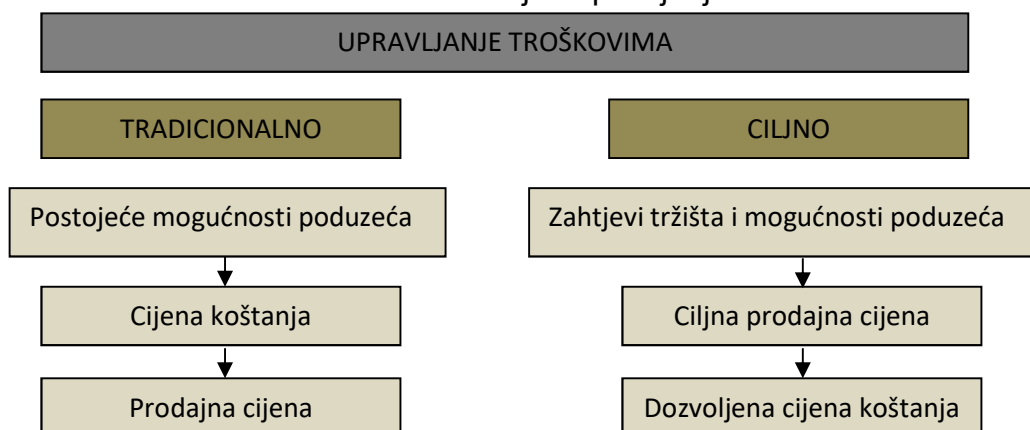 UPRAVLJANJE TROŠKOVIMA
TRADICIONALNO
CILJNO
Postojeće mogućnosti poduzeća
Zahtjevi tržišta i mogućnosti poduzeća
Cijena koštanja
Ciljna prodajna cijena
Prodajna cijena
Dozvoljena cijena koštanja